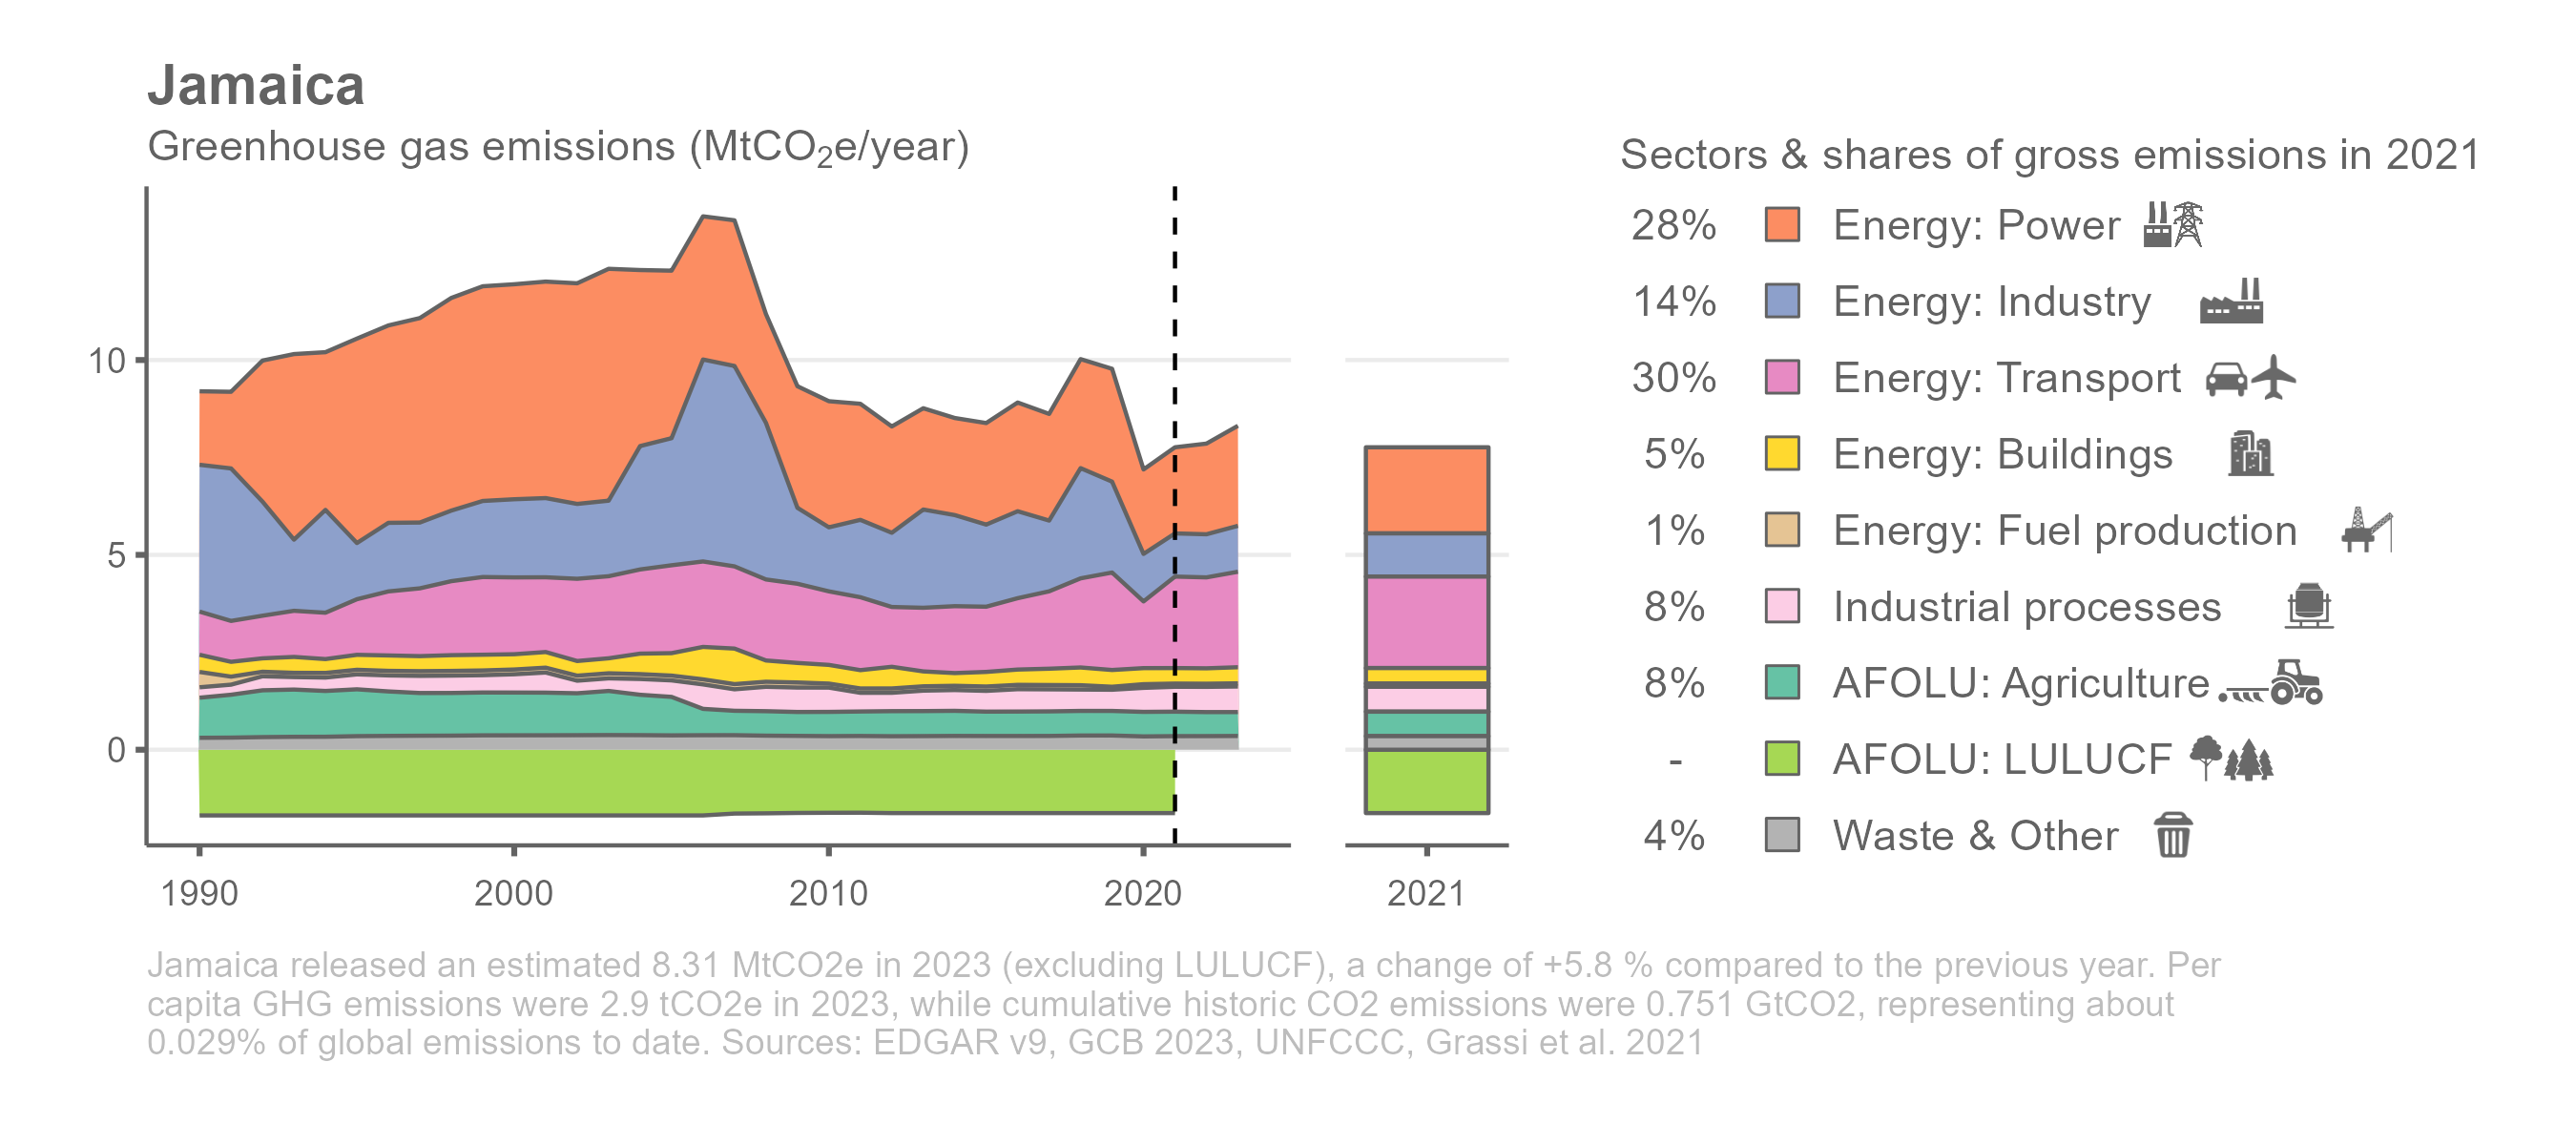 Jamaica
Greenhouse gas emissions (MtCO₂e/year)
10
5
0
1990 2000 2010 2020 2021
Sectors & shares of gross emissions in 2021
28% Energy: Power
14% Energy: Industry
30% Energy: Transport
5% Energy: Buildings
1% Energy: Fuel production
8% Industrial processes
8% AFOLU: Agriculture
- AFOLU: LULUCF
4% Waste & Other
Jamaica released an estimated 8.31 MtCO2e in 2023 (excluding LULUCF), a change of +5.8 % compared to the previous year. Per
capita GHG emissions were 2.9 tCO2e in 2023, while cumulative historic CO2 emissions were 0.751 GtCO2, representing about
0.029% of global emissions to date. Sources: EDGAR v9, GCB 2023, UNFCCC, Grassi et al. 2021